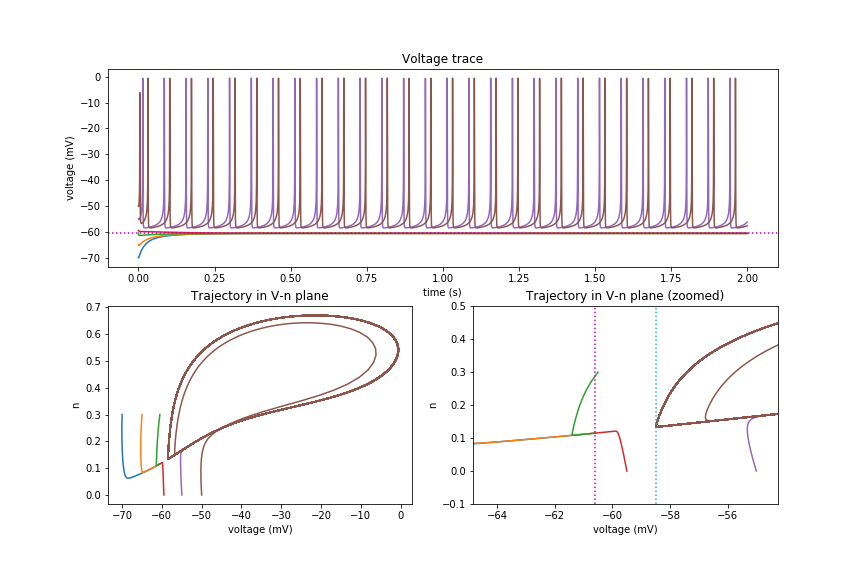 Voltage trace
0
−10
−20
−30
−40
−50
−60
−70
voltage (mV)
0.00 0.25 0.50 0.75 1.00 1.25 1.50 1.75 2.00
time (s)
Trajectory in V-n plane
0.7
0.6
0.5
0.4
0.3
0.2
0.1
0.0
n
−70 −60 −50 −40 −30 −20 −10 0
voltage (mV)
Trajectory in V-n plane (zoomed)
0.5
0.4
0.3
0.2
0.1
0.0
−0.1
n
−64 −62 −60 −58 −56
voltage (mV)